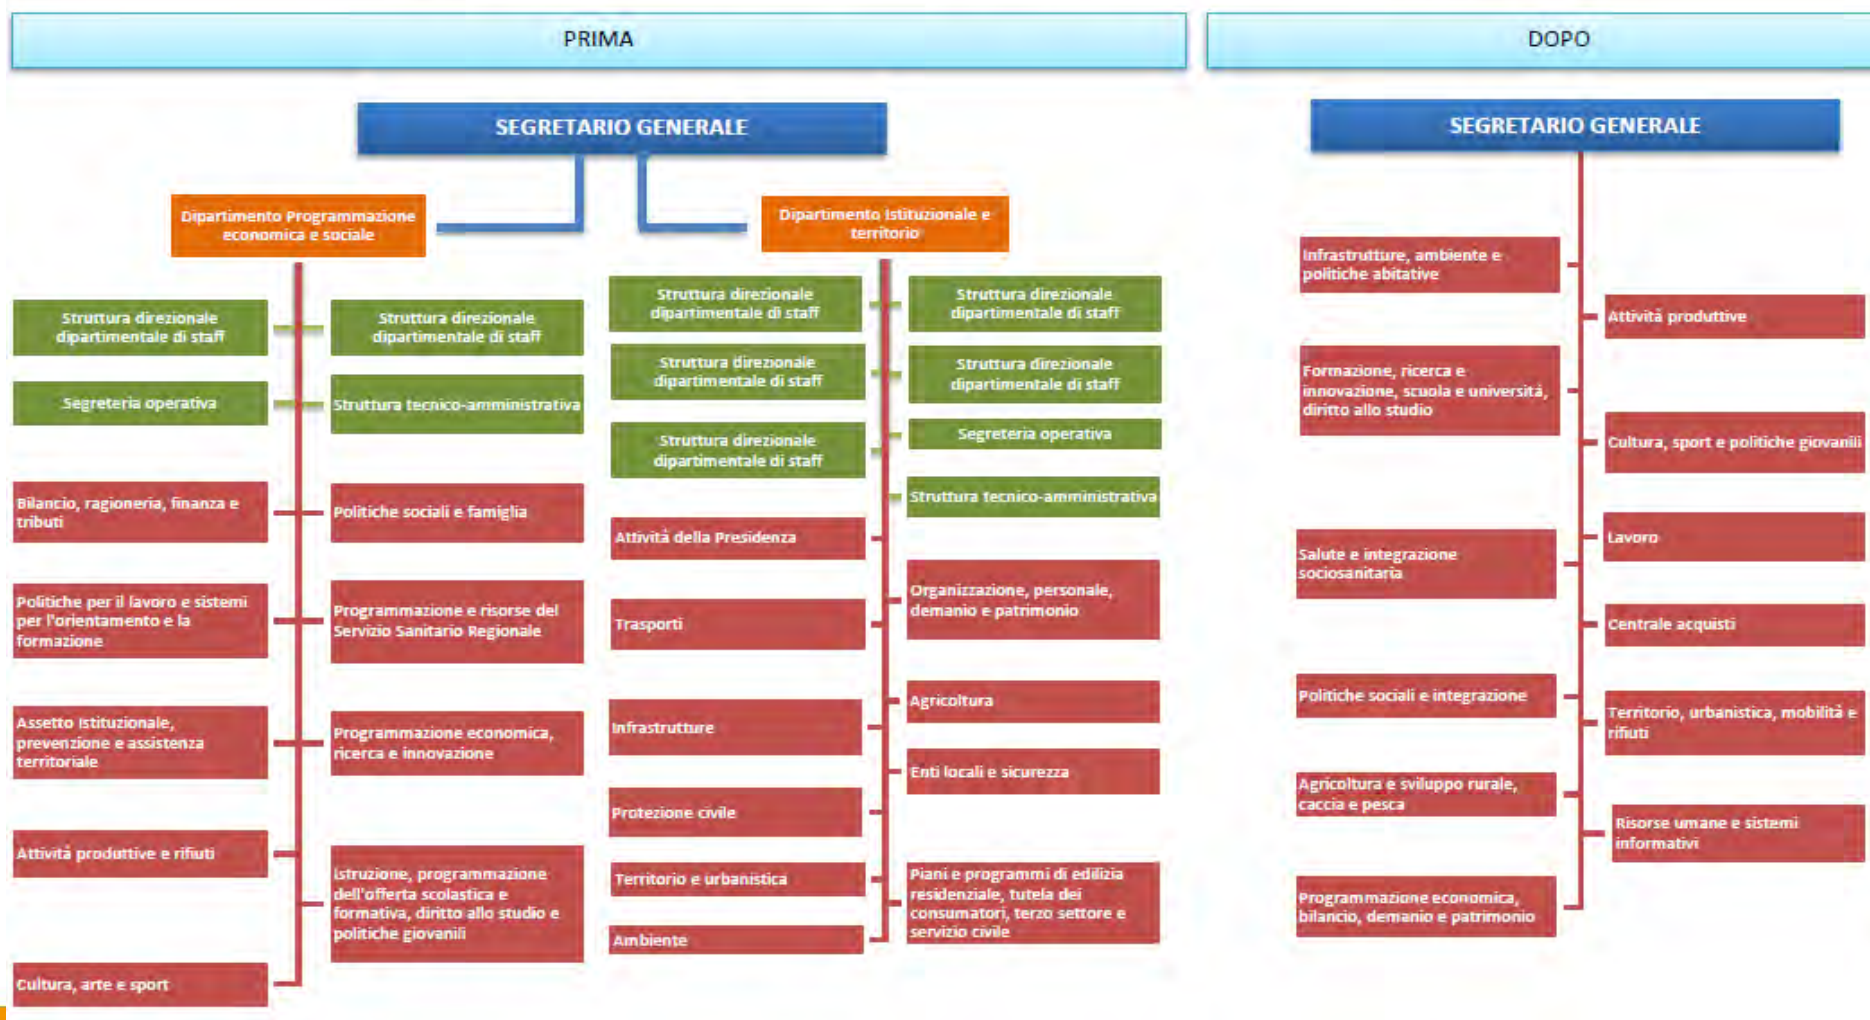 PRIMA
DOPO
SEGRETARIO GENERALE
Dipartimento Programmazione
economica e sociale
Dipartimento Istituzionale e
territorio
Struttura direzionale
dipartimentale di staff
Struttura direzionale
dipartimentale di staff
Segreteria operativa
Struttura tecnico-amministrativa
Bilancio, ragioneria, finanza e
tributi
Politiche sociali e famiglia
Politiche per il lavoro e sistemi
per l'orientamento e la
formazione
Programmazione e risorse del
Servizio Sanitario Regionale
Assetto Istituzionale,
prevenzione e assistenza
territoriale
Programmazione economica,
ricerca e innovazione
Attività produttive e rifiuti
Istruzione, programmazione
dell'offerta scolastica e
formativa, diritto allo studio e
politiche giovanili
Cultura, arte e sport
Struttura direzionale
dipartimentale di staff
Struttura direzionale
dipartimentale di staff
Struttura direzionale
dipartimentale di staff
Struttura direzionale
dipartimentale di staff
Struttura direzionale
dipartimentale di staff
Segreteria operativa
Struttura tecnico-amministrativa
Attività della Presidenza
Organizzazione, personale,
demanio e patrimonio
Trasporti
Agricoltura
Infrastrutture
Enti locali e sicurezza
Protezione civile
Territorio e urbanistica
Piani e programmi di edilizia
residenziale, tutela dei
consumatori, terzo settore e
servizio civile
Ambiente
SEGRETARIO GENERALE
Infrastrutture, ambiente e
politiche abitative
Attività produttive
Formazione, ricerca e
innovazione, scuola e università,
diritto allo studio
Cultura, sport e politiche giovanili
Lavoro
Salute e integrazione
sociosanitaria
Centrale acquisti
Politiche sociali e integrazione
Territorio, urbanistica, mobilità e
rifiuti
Agricoltura e sviluppo rurale,
caccia e pesca
Risorse umane e sistemi
informativi
Programmazione economica,
bilancio, demanio e patrimonio